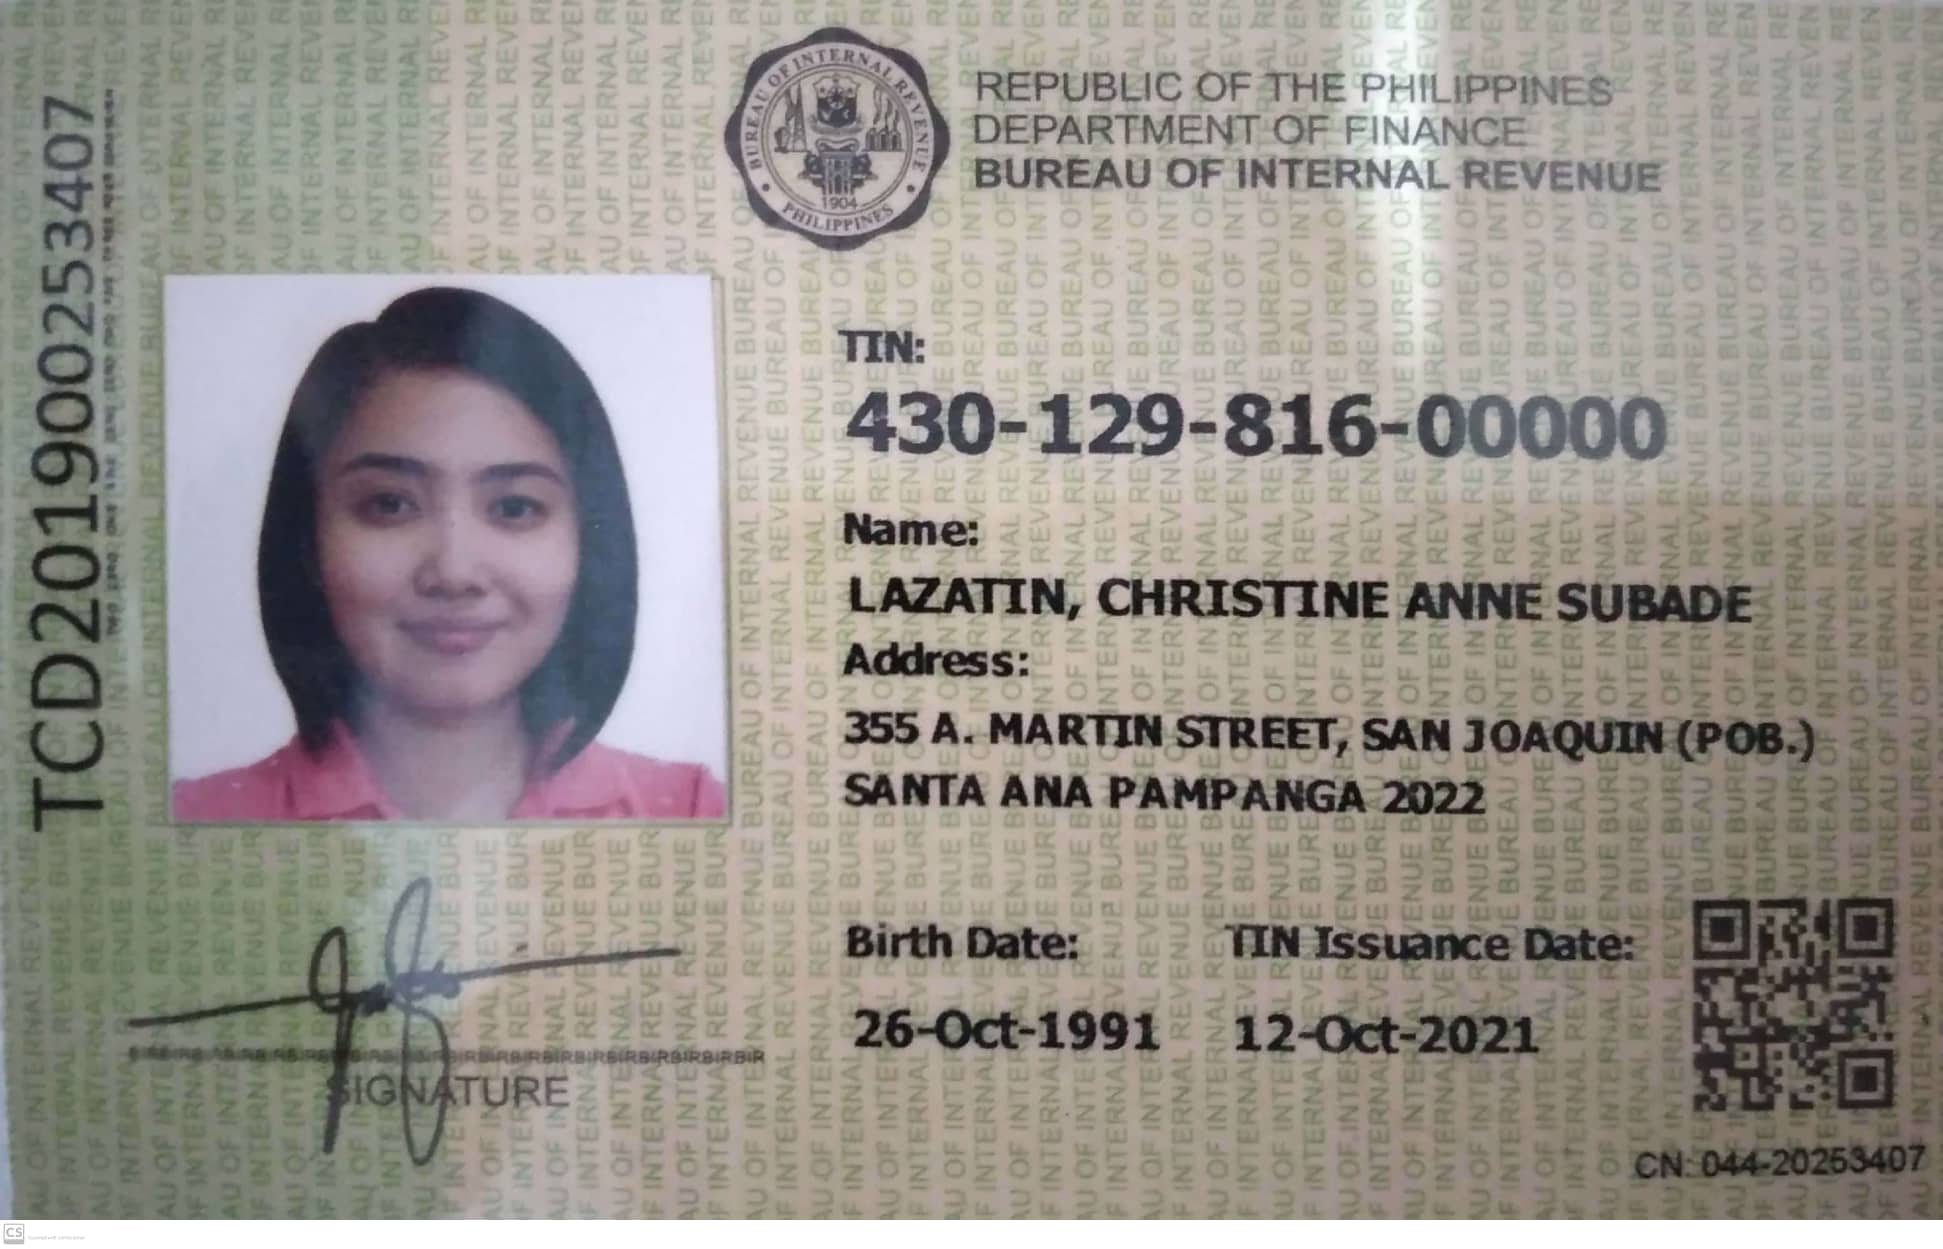 TCD201900253407
BUREAU OF INTERNAL REVENUE
PHILIPPINES
1904
REPUBLIC OF THE PHILIPPINES
DEPARTMENT OF FINANCE
BUREAU OF INTERNAL REVENUE
TIN:
430-129-816-00000
Name:
LAZATIN, CHRISTINE ANNE SUBADE
Address:
355 A. MARTIN STREET, SAN JOAQUIN (POB.)
SANTA ANA PAMPANGA 2022
Birth Date: TIN Issuance Date:
26-Oct-1991 12-Oct-2021
SIGNATURE
CN: 044-20253407
CS